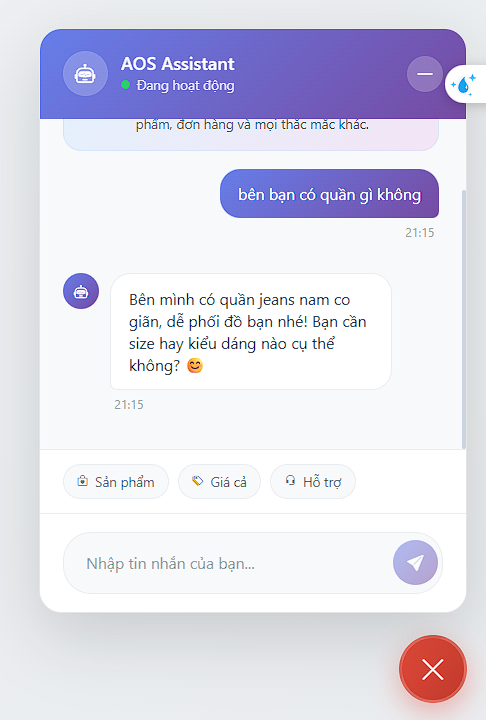 AOS Assistant
Đang hoạt động
phẩm, đơn hàng và mọi thắc mắc khác.
bên bạn có quần gì không
21:15
Bên mình có quần jeans nam co
giãn, dễ phối đồ bạn nhé! Bạn cần
size hay kiểu dáng nào cụ thể
không? 😊
21:15
Sản phẩm
Giá cả
Hỗ trợ
Nhập tin nhắn của bạn...